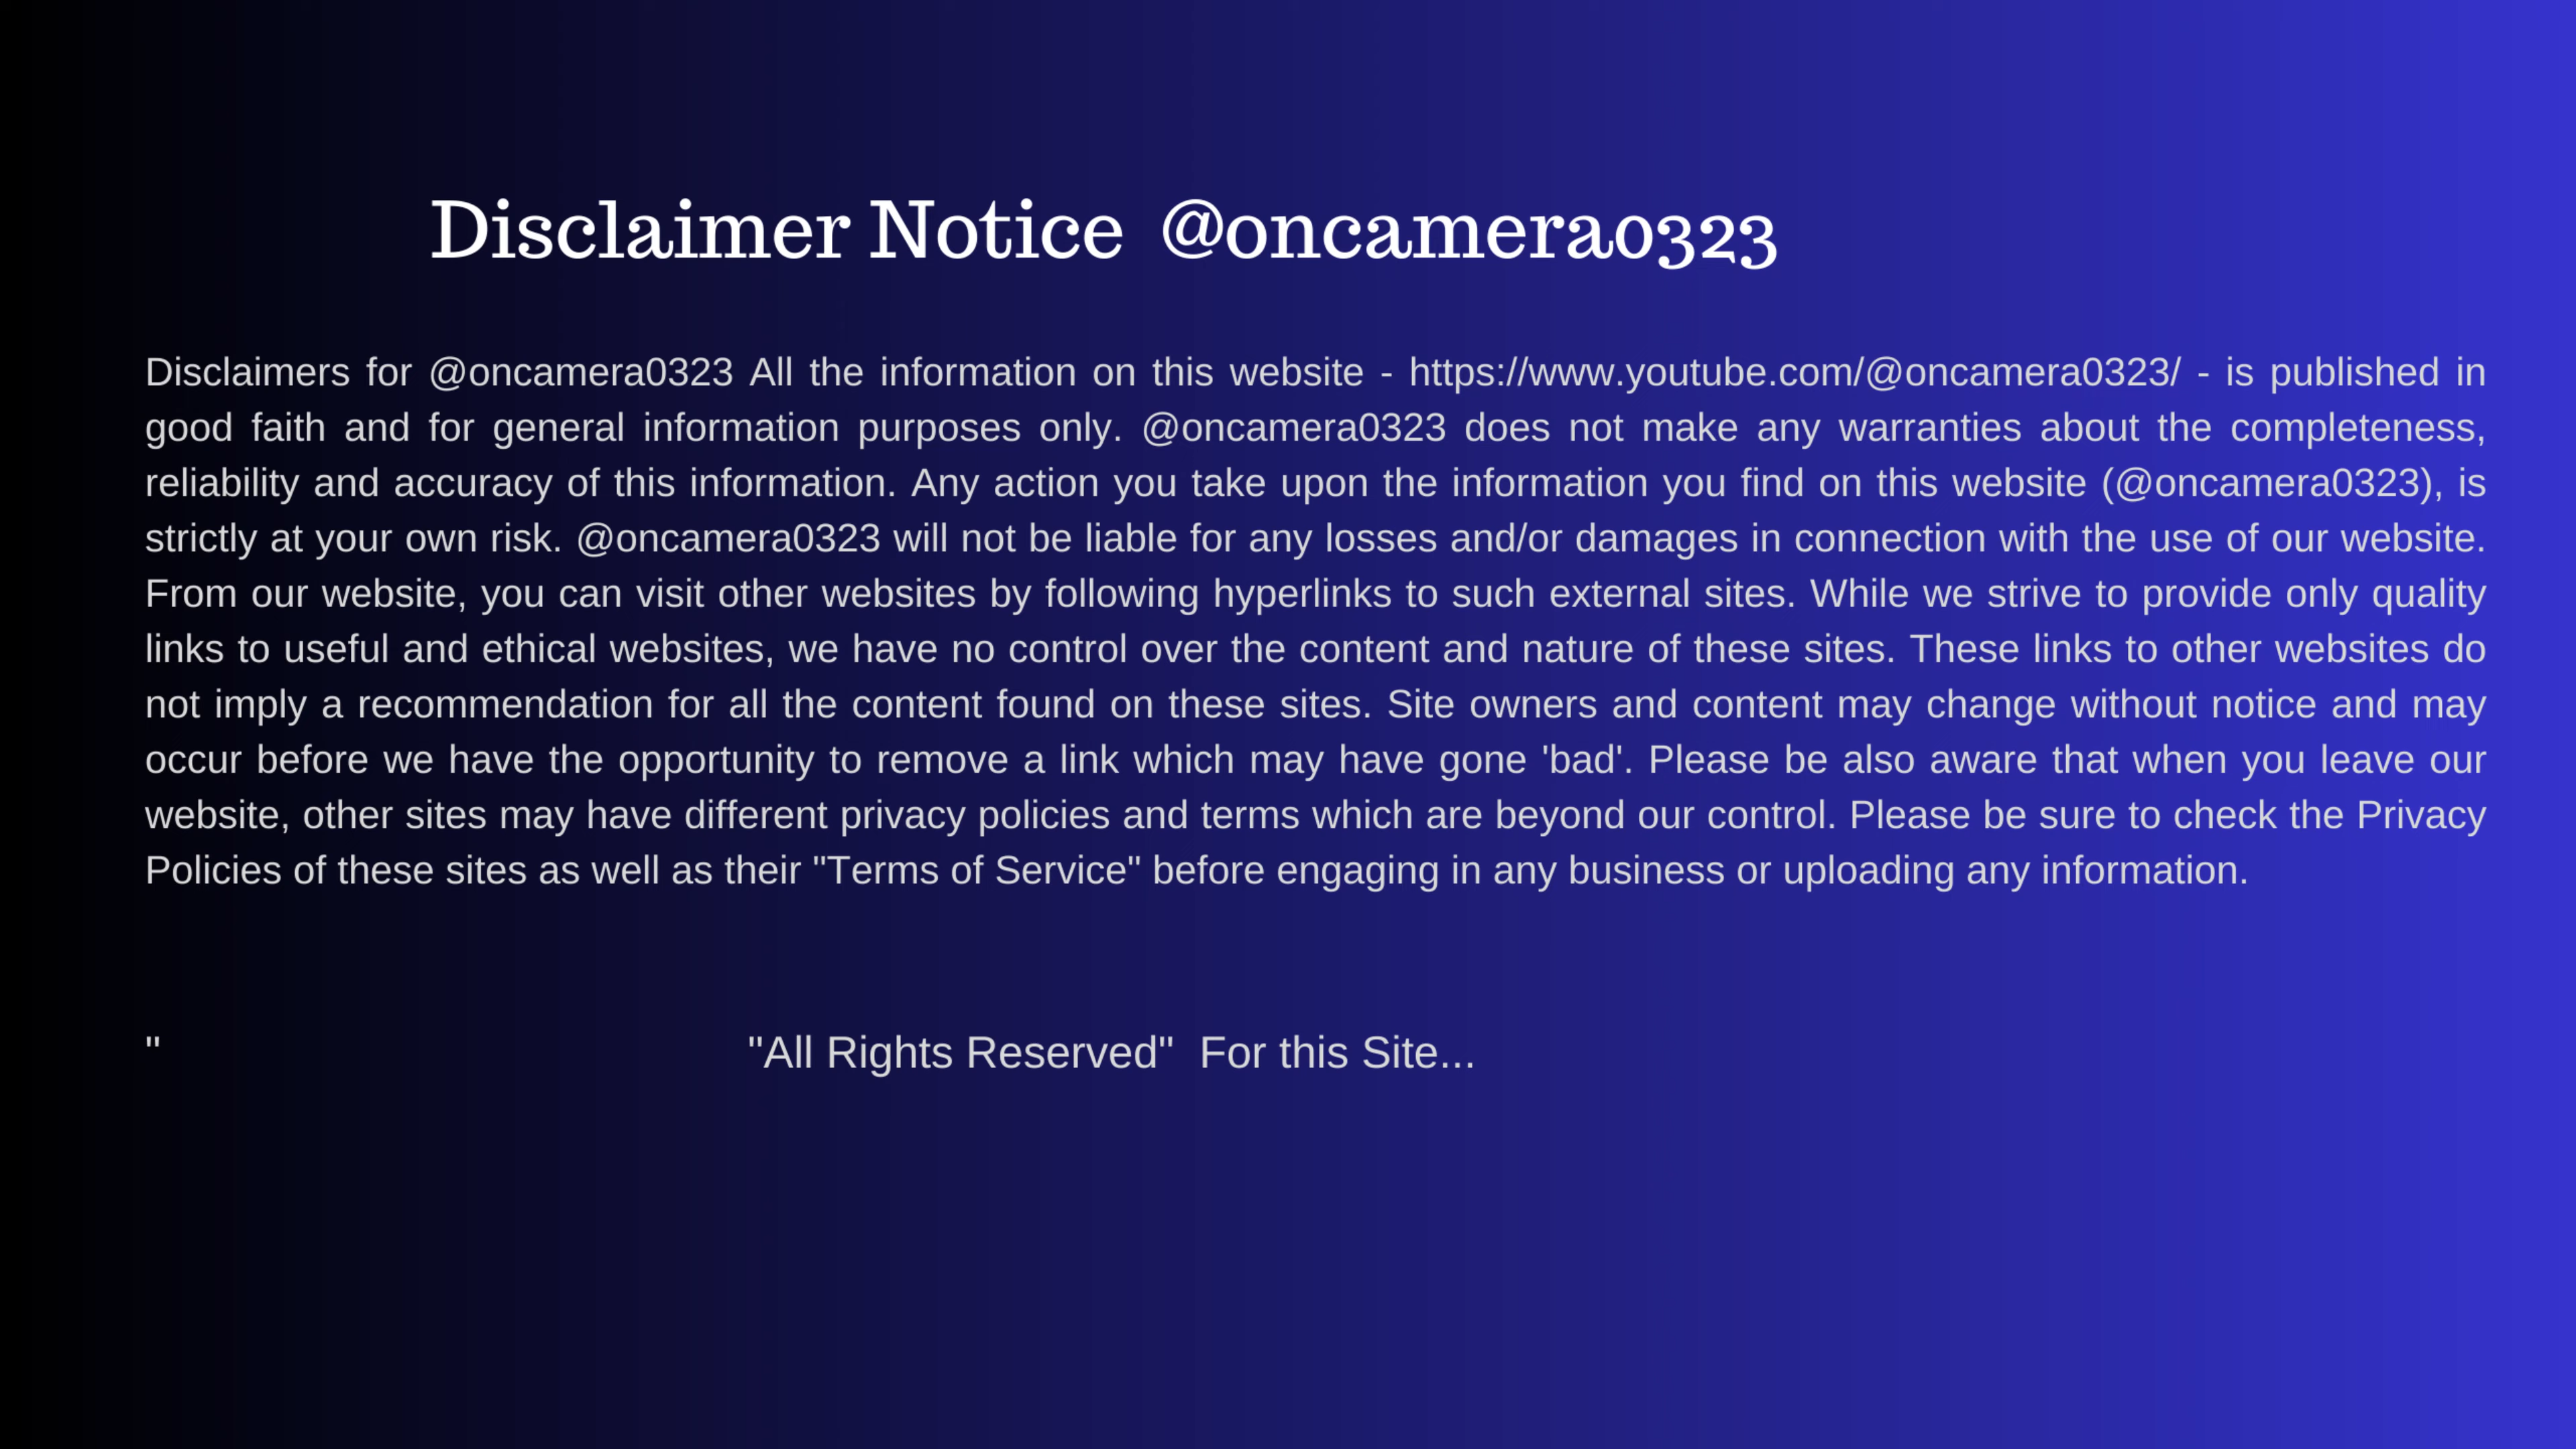 Disclaimer Notice @oncamera0323
Disclaimers for @oncamera0323 All the information on this website - https://www.youtube.com/@oncamera0323/ - is published in
good faith and for general information purposes only. @oncamera0323 does not make any warranties about the completeness,
reliability and accuracy of this information. Any action you take upon the information you find on this website (@oncamera0323), is
strictly at your own risk. @oncamera0323 will not be liable for any losses and/or damages in connection with the use of our website.
From our website, you can visit other websites by following hyperlinks to such external sites. While we strive to provide only quality
links to useful and ethical websites, we have no control over the content and nature of these sites. These links to other websites do
not imply a recommendation for all the content found on these sites. Site owners and content may change without notice and may
occur before we have the opportunity to remove a link which may have gone 'bad'. Please be also aware that when you leave our
website, other sites may have different privacy policies and terms which are beyond our control. Please be sure to check the Privacy
Policies of these sites as well as their "Terms of Service" before engaging in any business or uploading any information.
" "All Rights Reserved" For this Site...